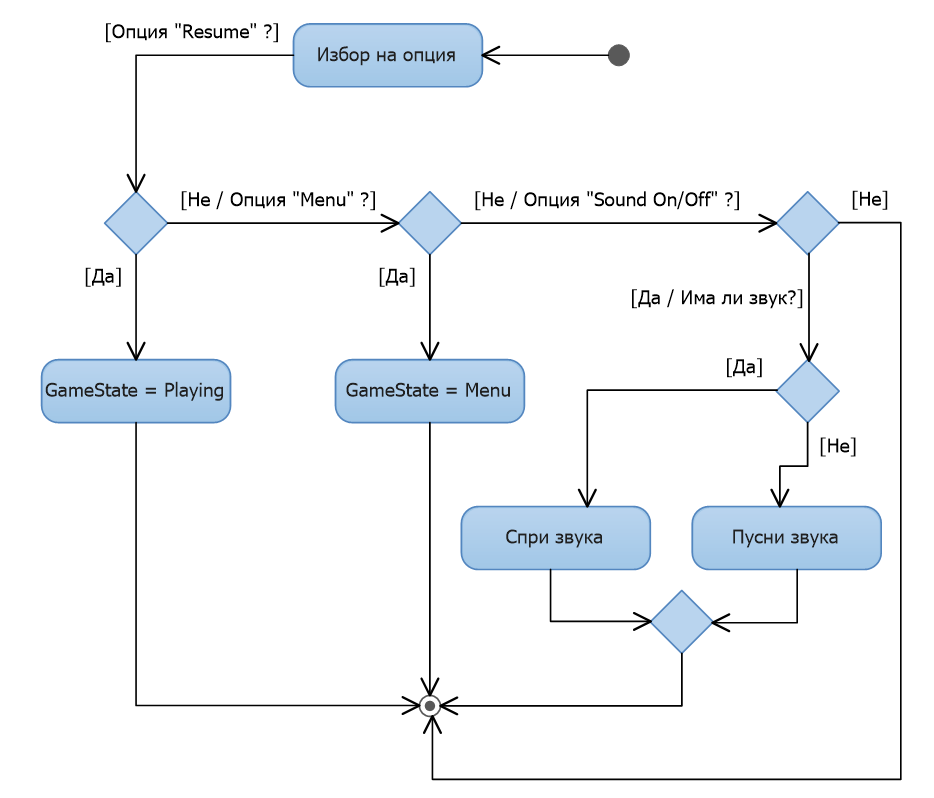 [Опция "Resume" ?]
Избор на опция
[Не / Опция "Menu" ?]
[Не / Опция "Sound On/Off" ?]
[Не]
[Да]
[Да]
[Да / Има ли звук?]
GameState = Playing
GameState = Menu
[Да]
[Не]
Спри звука
Пусни звука